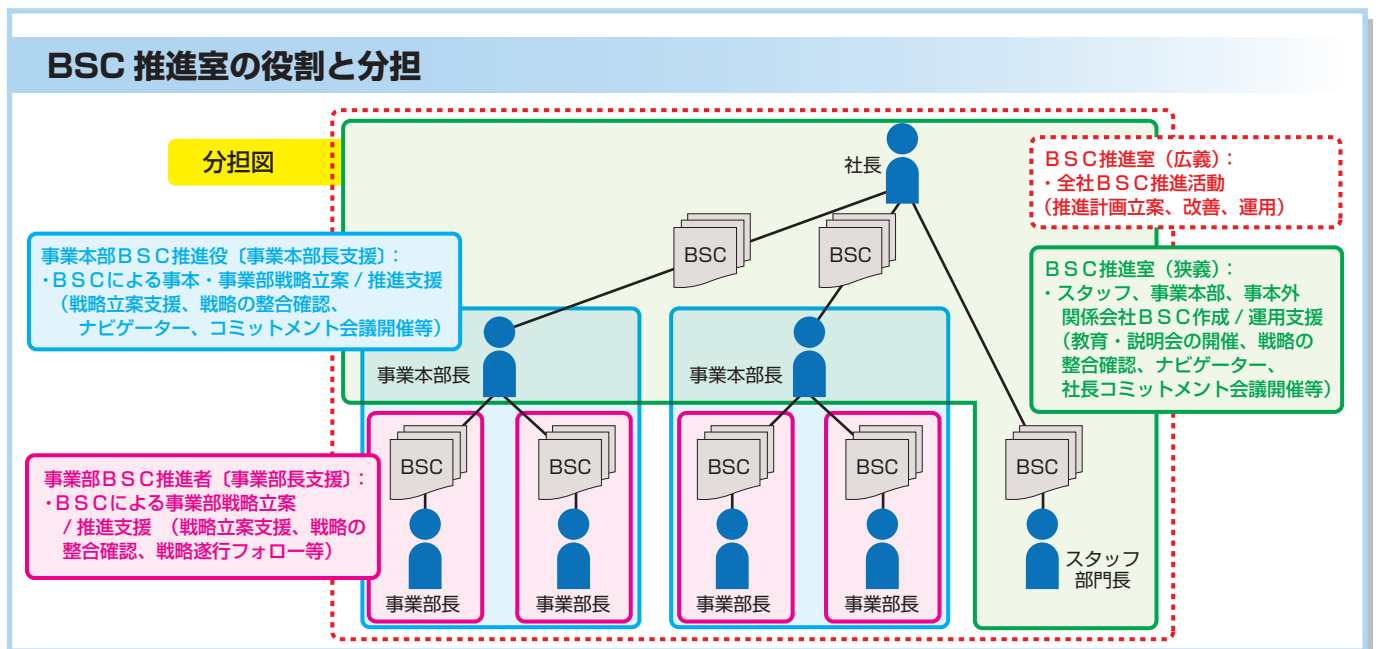 BSC 推進室の役割と分担
分担図
社長
BSC推進室（広義）：
・全社BSC推進活動
（推進計画立案、改善、運用）
事業本部BSC推進役〔事業本部長支援〕：
・BSCによる事本・事業部戦略立案 / 推進支援
（戦略立案支援、戦略の整合確認、
ナビゲーター、コミットメント会議開催等）
BSC
BSC
BSC推進室（狭義）：
・スタッフ、事業本部、事本外
関係会社BSC作成 / 運用支援
（教育・説明会の開催、戦略の
整合確認、ナビゲーター、
社長コミットメント会議開催等）
事業本部長
事業本部長
事業部BSC推進者〔事業部長支援〕：
・BSCによる事業部戦略立案
/ 推進支援　（戦略立案支援、戦略の
整合確認、戦略遂行フォロー等）
BSC
BSC
BSC
BSC
BSC
事業部長
事業部長
事業部長
事業部長
スタッフ
部門長